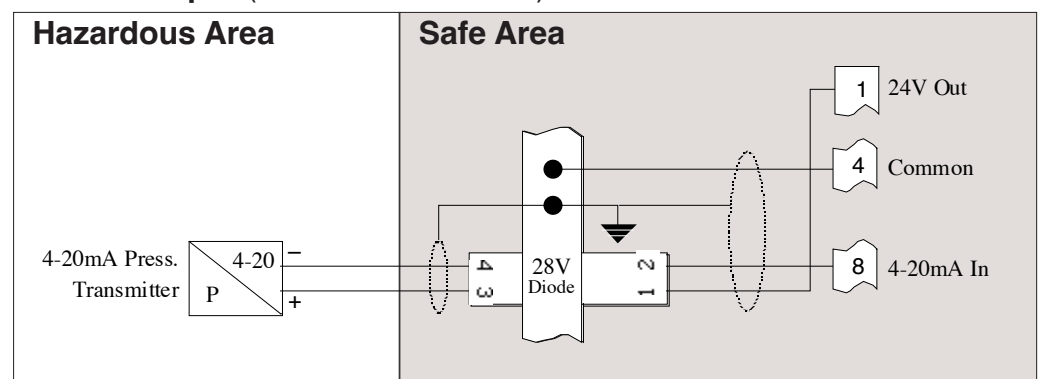 Hazardous Area
Safe Area
1
24V Out
4
Common
4-20mA Press.
Transmitter
4-20
P
−
+
4
3
28V
Diode
2
1
8
4-20mA In